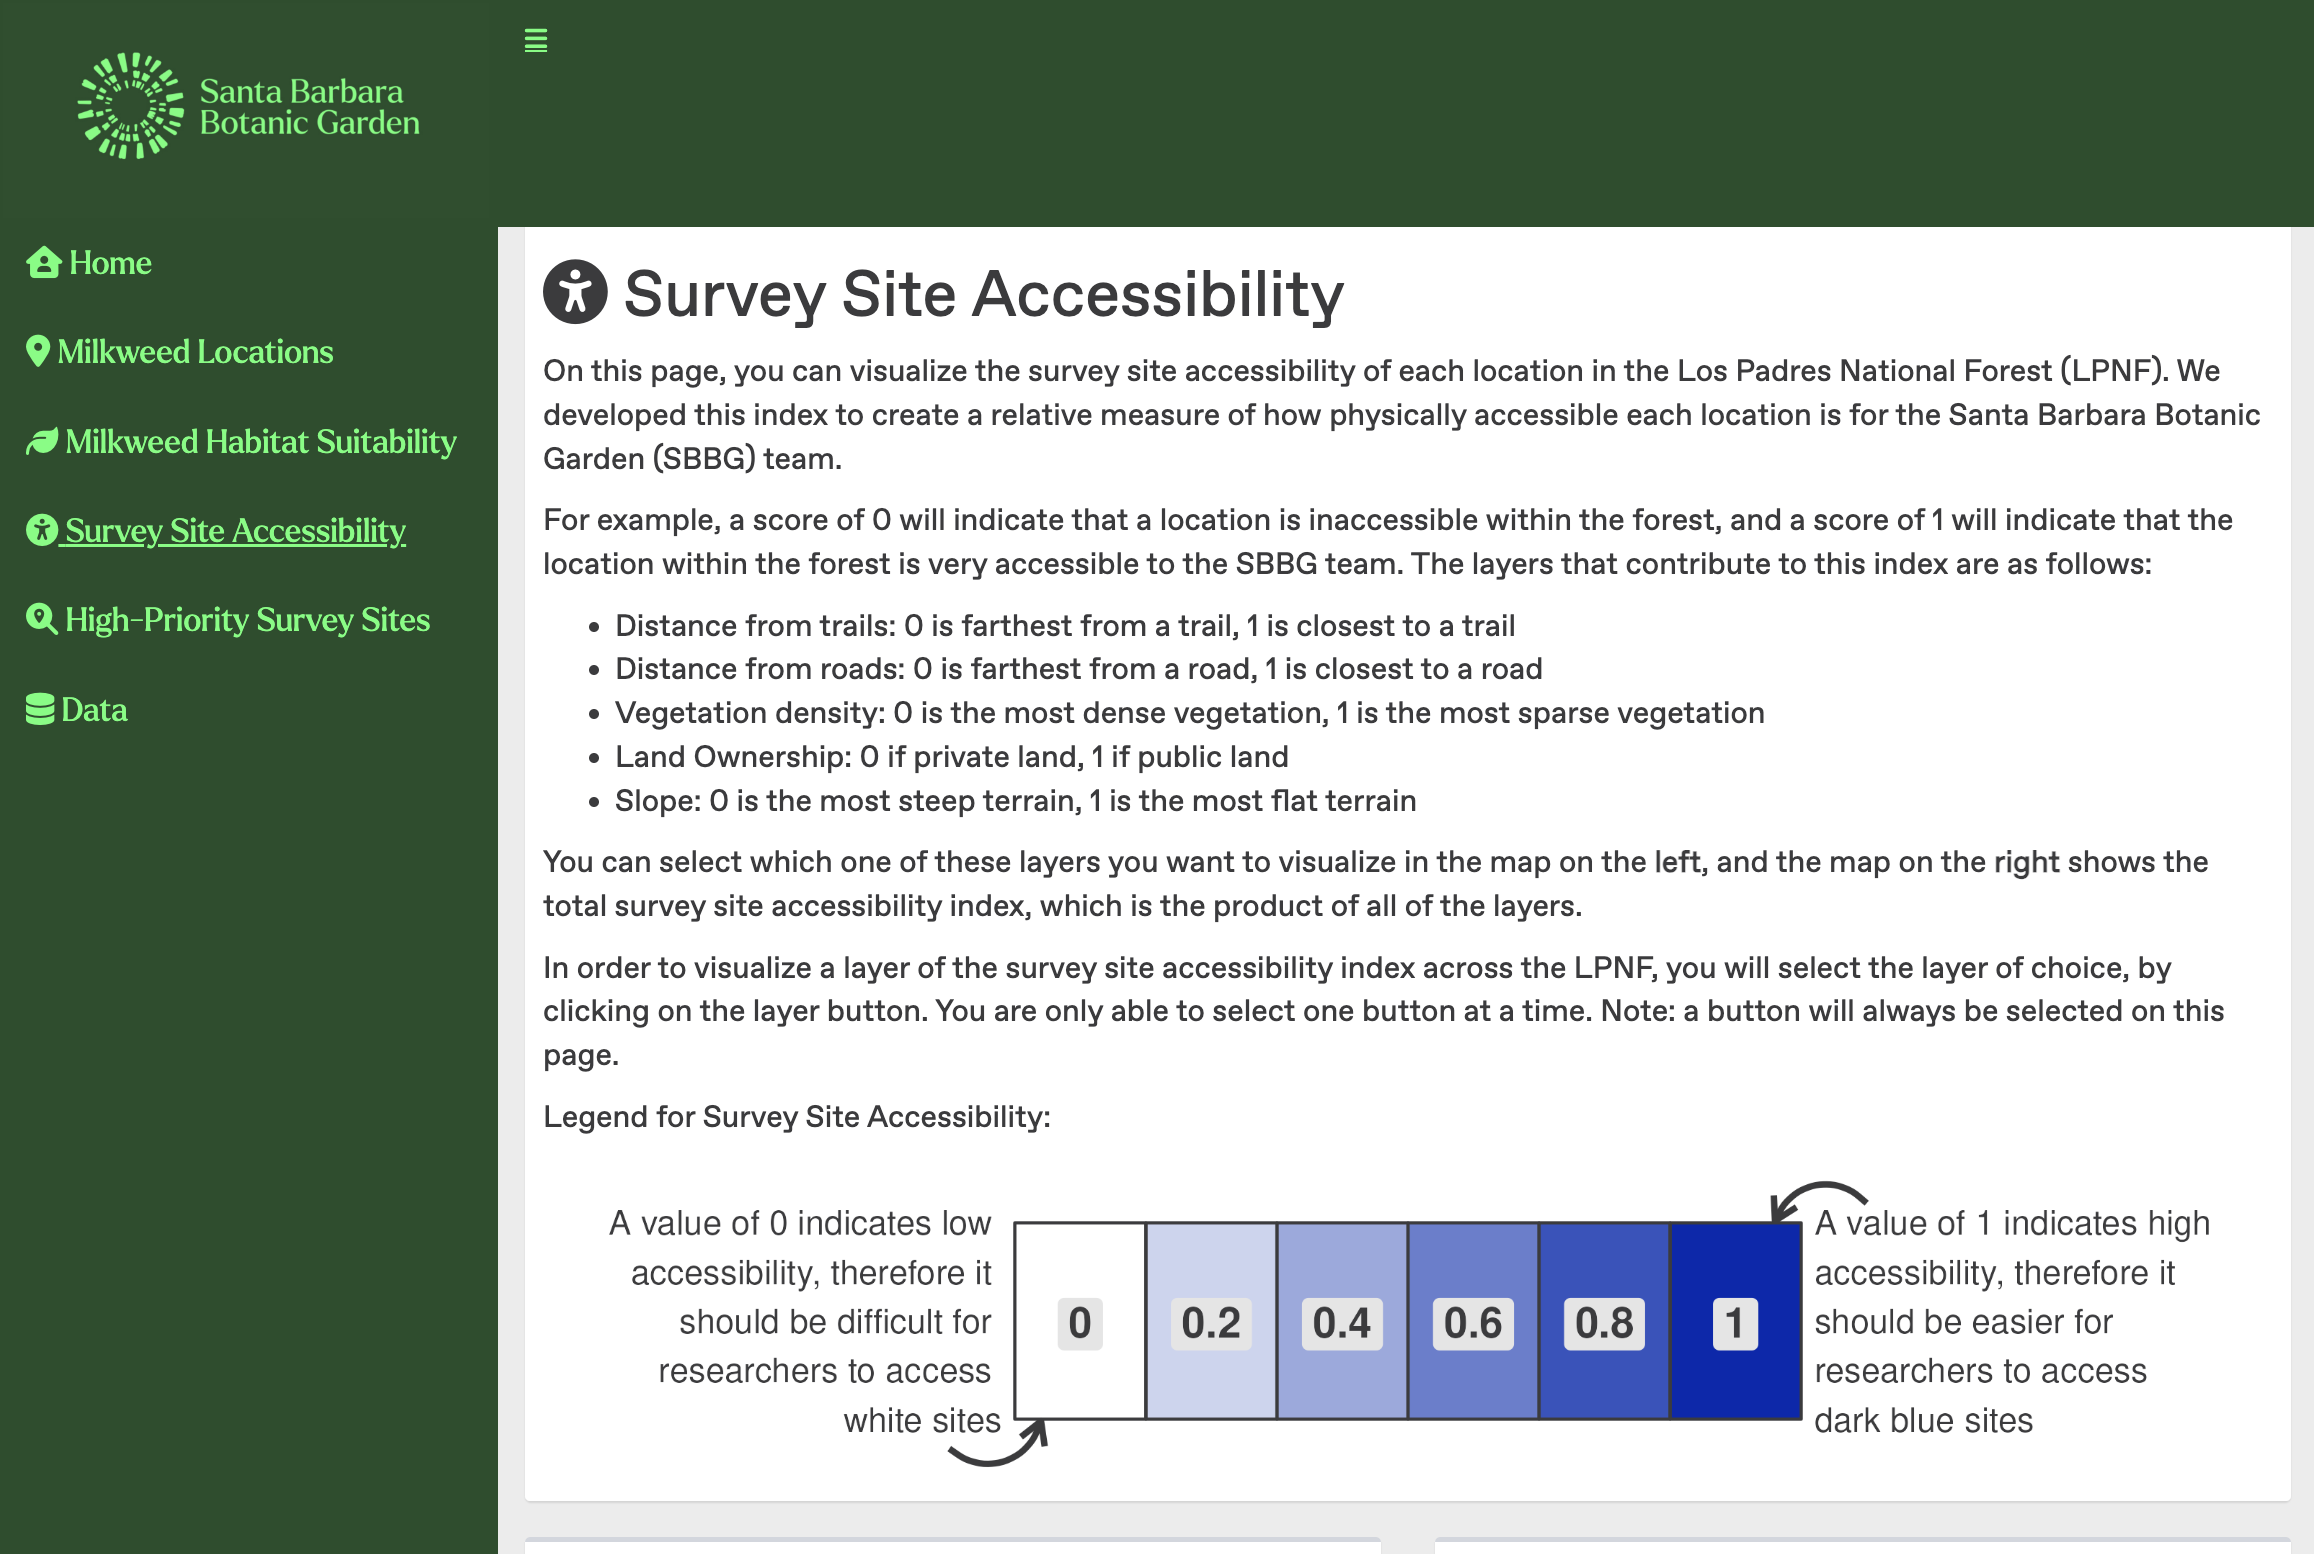 Santa Barbara
Botanic Garden
Home
Milkweed Locations
Milkweed Habitat Suitability
Survey Site Accessibility
High-Priority Survey Sites
Data
Survey Site Accessibility
On this page, you can visualize the survey site accessibility of each location in the Los Padres National Forest (LPNF). We
developed this index to create a relative measure of how physically accessible each location is for the Santa Barbara Botanic
Garden (SBBG) team.
For example, a score of 0 will indicate that a location is inaccessible within the forest, and a score of 1 will indicate that the
location within the forest is very accessible to the SBBG team. The layers that contribute to this index are as follows:
• Distance from trails: 0 is farthest from a trail, 1 is closest to a trail
• Distance from roads: 0 is farthest from a road, 1 is closest to a road
• Vegetation density: 0 is the most dense vegetation, 1 is the most sparse vegetation
• Land Ownership: 0 if private land, 1 if public land
• Slope: 0 is the most steep terrain, 1 is the most flat terrain
You can select which one of these layers you want to visualize in the map on the left, and the map on the right shows the
total survey site accessibility index, which is the product of all of the layers.
In order to visualize a layer of the survey site accessibility index across the LPNF, you will select the layer of choice, by
clicking on the layer button. You are only able to select one button at a time. Note: a button will always be selected on this
page.
Legend for Survey Site Accessibility:
A value of 0 indicates low
accessibility, therefore it
should be difficult for
researchers to access
white sites
0 0.2 0.4 0.6 0.8 1
A value of 1 indicates high
accessibility, therefore it
should be easier for
researchers to access
dark blue sites